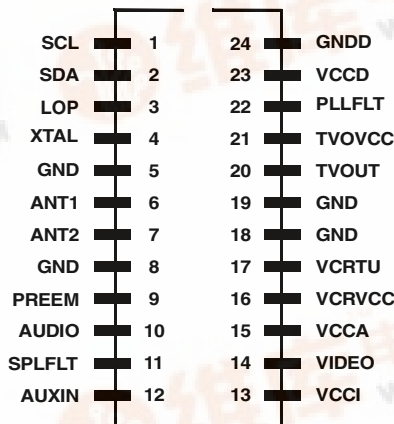 SCL 1 24 GNDD
SDA 2 23 VCCD
LOP 3 22 PLLFLT
XTAL 4 21 TVOVCC
GND 5 20 TVOUT
ANT1 6 19 GND
ANT2 7 18 GND
GND 8 17 VCRTU
PREEM 9 16 VCRVCC
AUDIO 10 15 VCCA
SPLFLT 11 14 VIDEO
AUXIN 12 13 VCCI